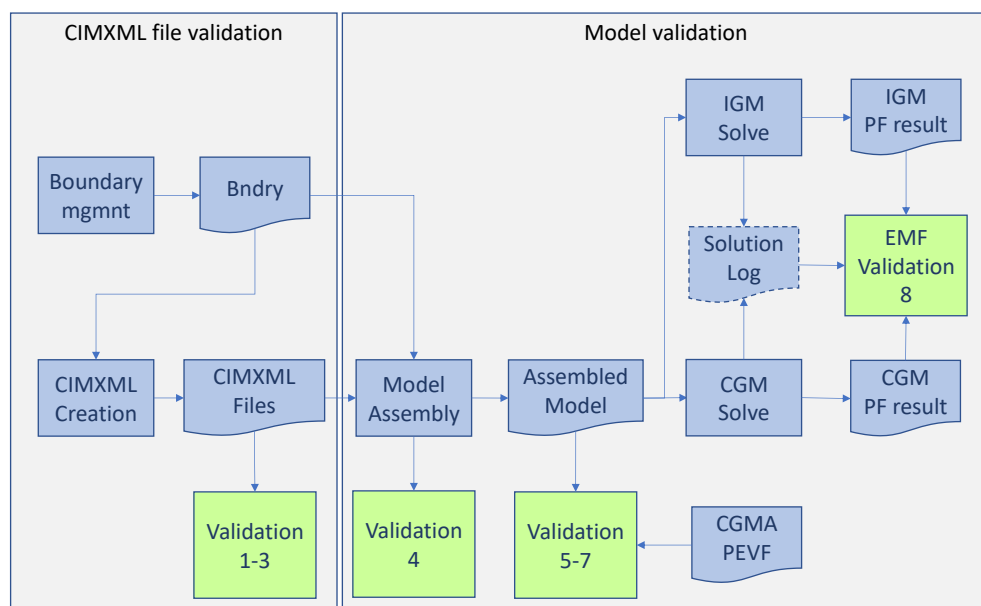 CIMXML file validation
Model validation
Boundary
mgmnt
Bndry
CIMXML
Creation
CIMXML
Files
Validation
1-3
Model
Assembly
Validation
4
Assembled
Model
Validation
5-7
CGMA
PEVF
IGM
Solve
IGM
PF result
Solution
Log
EMF
Validation
8
CGM
Solve
CGM
PF result